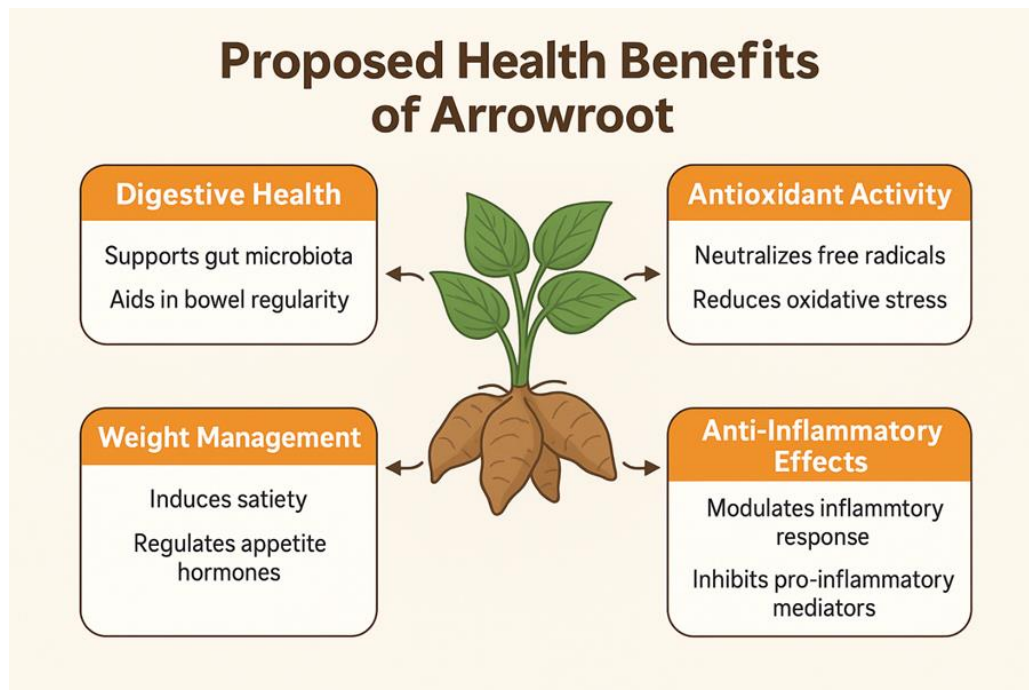 Proposed Health Benefits
of Arrowroot
Digestive Health
Supports gut microbiota
Aids in bowel regularity
Antioxidant Activity
Neutralizes free radicals
Reduces oxidative stress
Weight Management
Induces satiety
Regulates appetite
hormones
Anti-Inflammatory
Effects
Modulates inflammtory
response
Inhibits pro-inflammatory
mediators